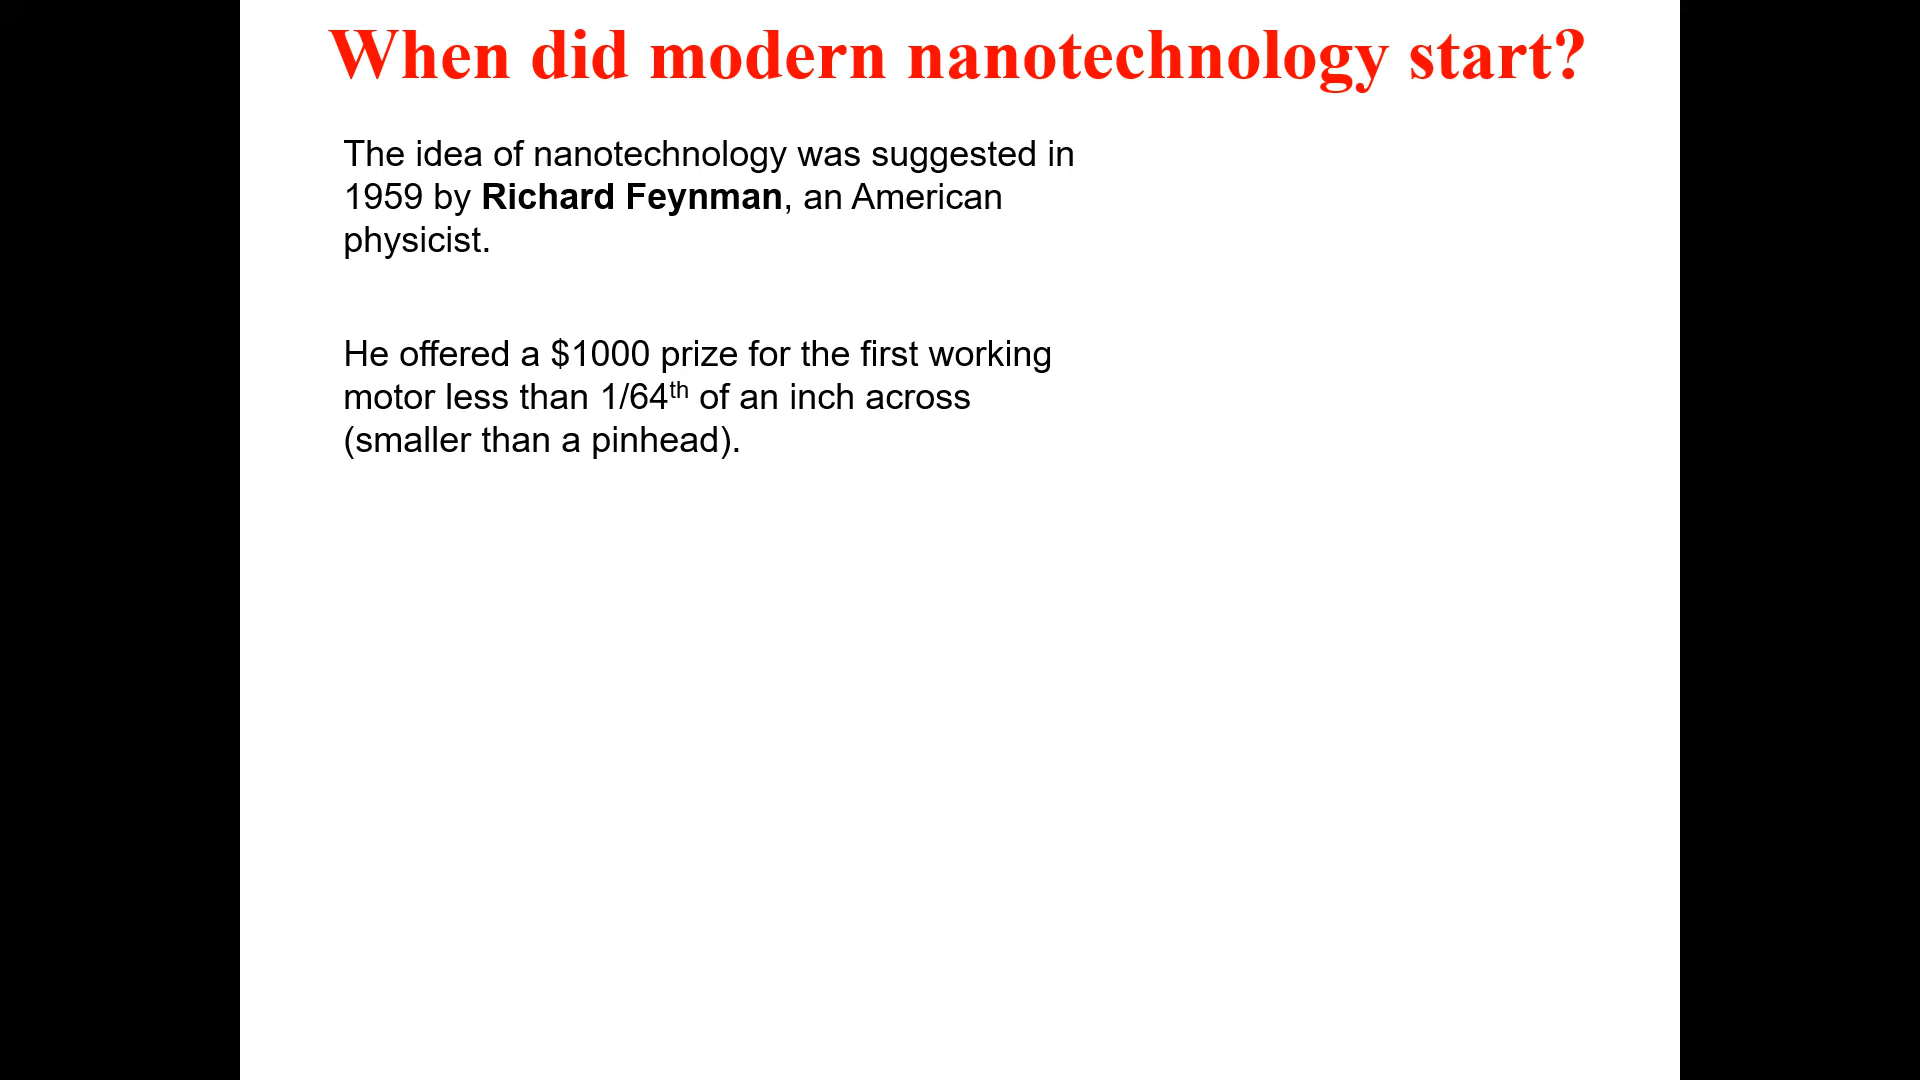 When did modern nanotechnology start?
The idea of nanotechnology was suggested in
1959 by Richard Feynman, an American
physicist.
He offered a $1000 prize for the first working
motor less than 1/64th of an inch across
(smaller than a pinhead).